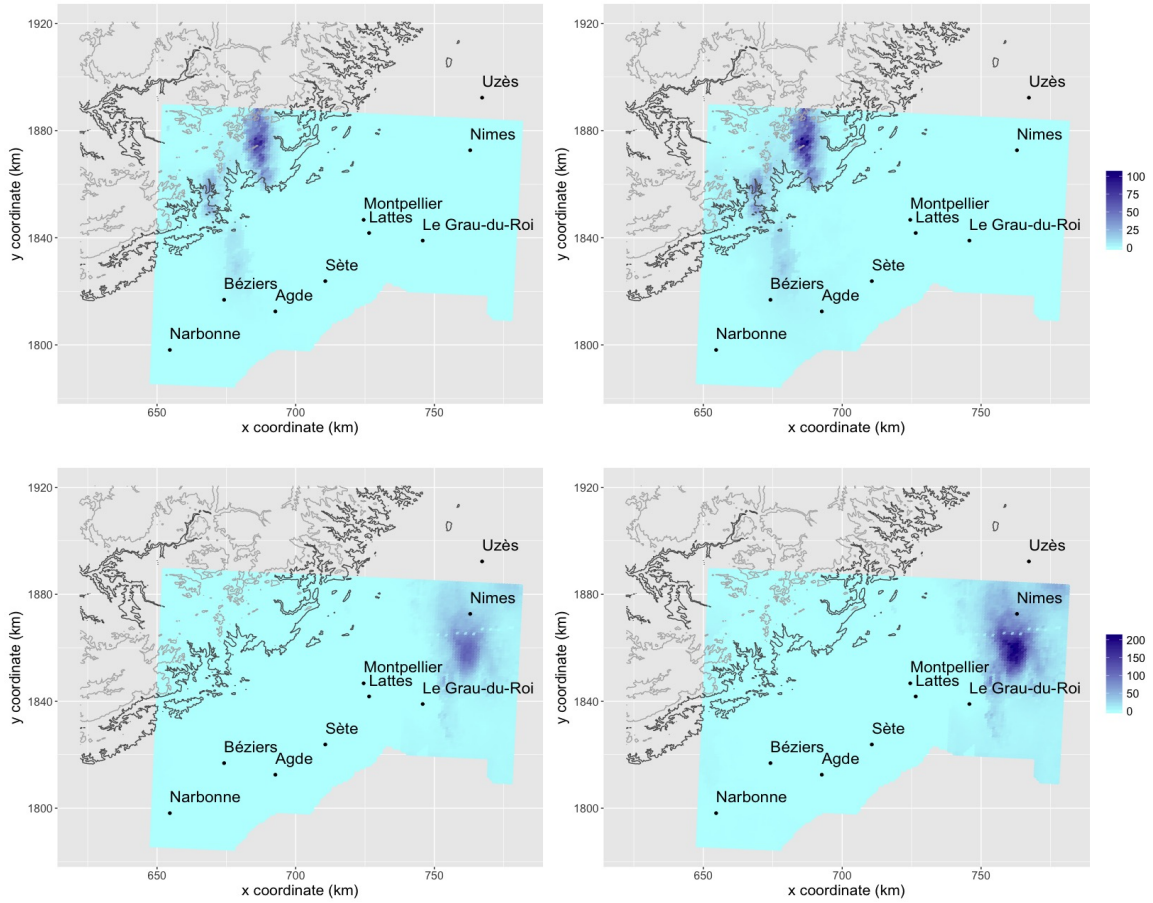 1920
1880
1840
1800
y coordinate (km)
650
700
750
x coordinate (km)
Uzès
Nimes
Montpellier
Lattes
Le Grau-du-Roi
Sète
Béziers
Agde
Narbonne
1920
1880
1840
1800
y coordinate (km)
650
700
750
x coordinate (km)
Uzès
Nimes
Montpellier
Lattes
Le Grau-du-Roi
Sète
Béziers
Agde
Narbonne
100
75
50
25
0
1920
1880
1840
1800
y coordinate (km)
650
700
750
x coordinate (km)
Uzès
Nimes
Montpellier
Lattes
Le Grau-du-Roi
Sète
Béziers
Agde
Narbonne
1920
1880
1840
1800
y coordinate (km)
650
700
750
x coordinate (km)
Uzès
Nimes
Montpellier
Lattes
Le Grau-du-Roi
Sète
Béziers
Agde
Narbonne
200
150
100
50
0